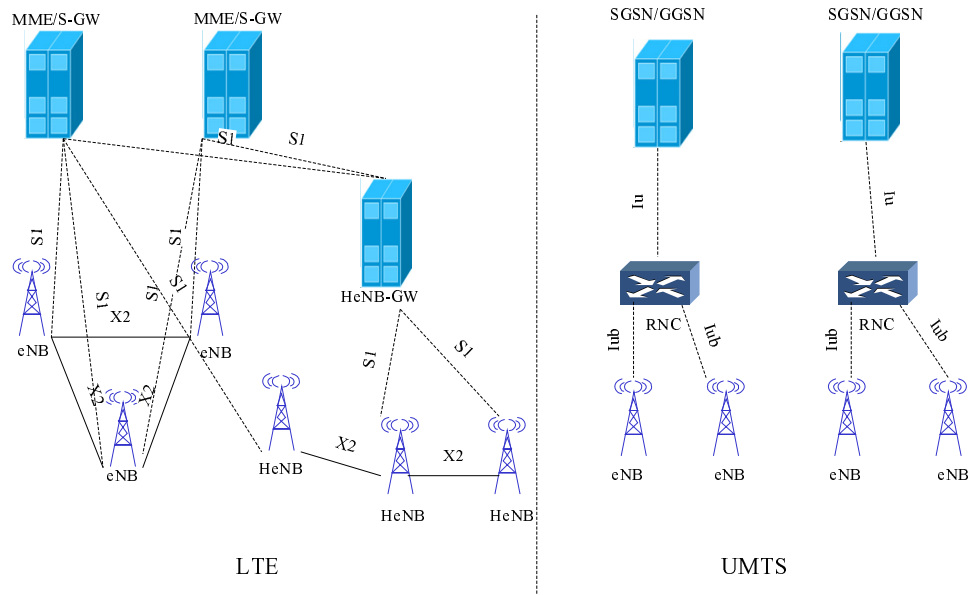 MME/S-GW
MME/S-GW
SGSN/GGSN
SGSN/GGSN
S1
S1
Iu
Iu
S1
S1
S1
S1
S1
X2
HeNB-GW
eNB
eNB
RNC
RNC
Iub
Iub
Iub
Iub
S1
S1
X2
X2
eNB
HeNB
X2
X2
HeNB
HeNB
eNB
eNB
eNB
eNB
LTE
UMTS